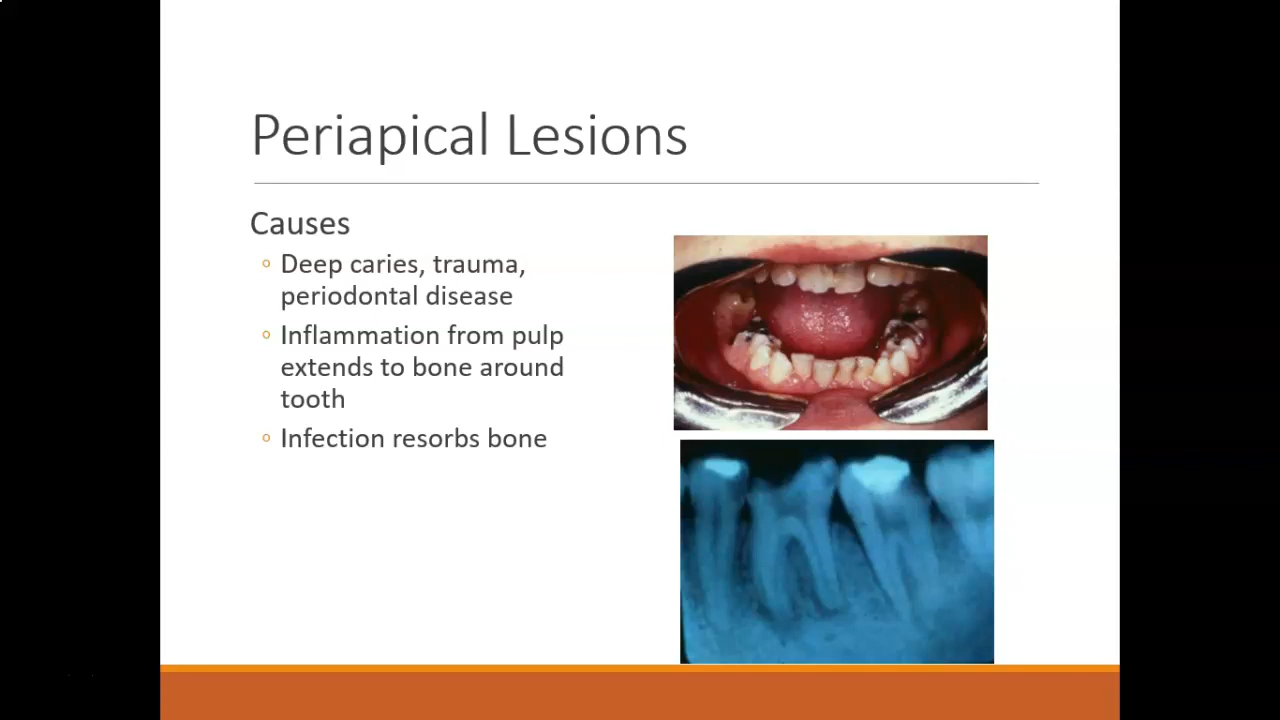 Periapical Lesions
Causes
◦ Deep caries, trauma,
periodontal disease
◦ Inflammation from pulp
extends to bone around
tooth
◦ Infection resorbs bone